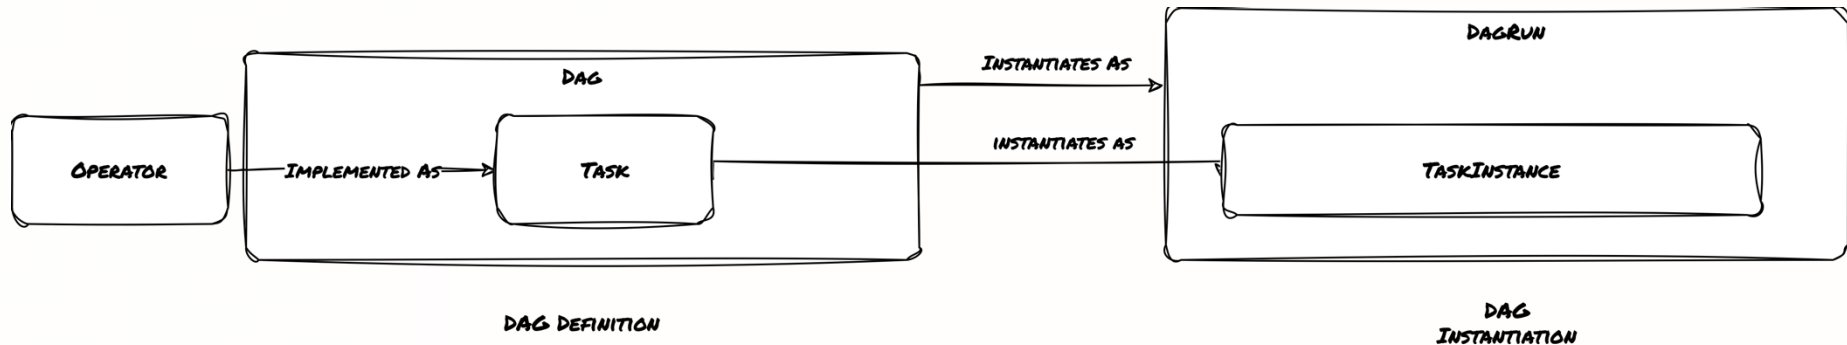 DagRun
Instantiates As
Dag
instantiates as
Operator
Implemented As
Task
TaskInstance
DAG Definition
DAG
Instantiation